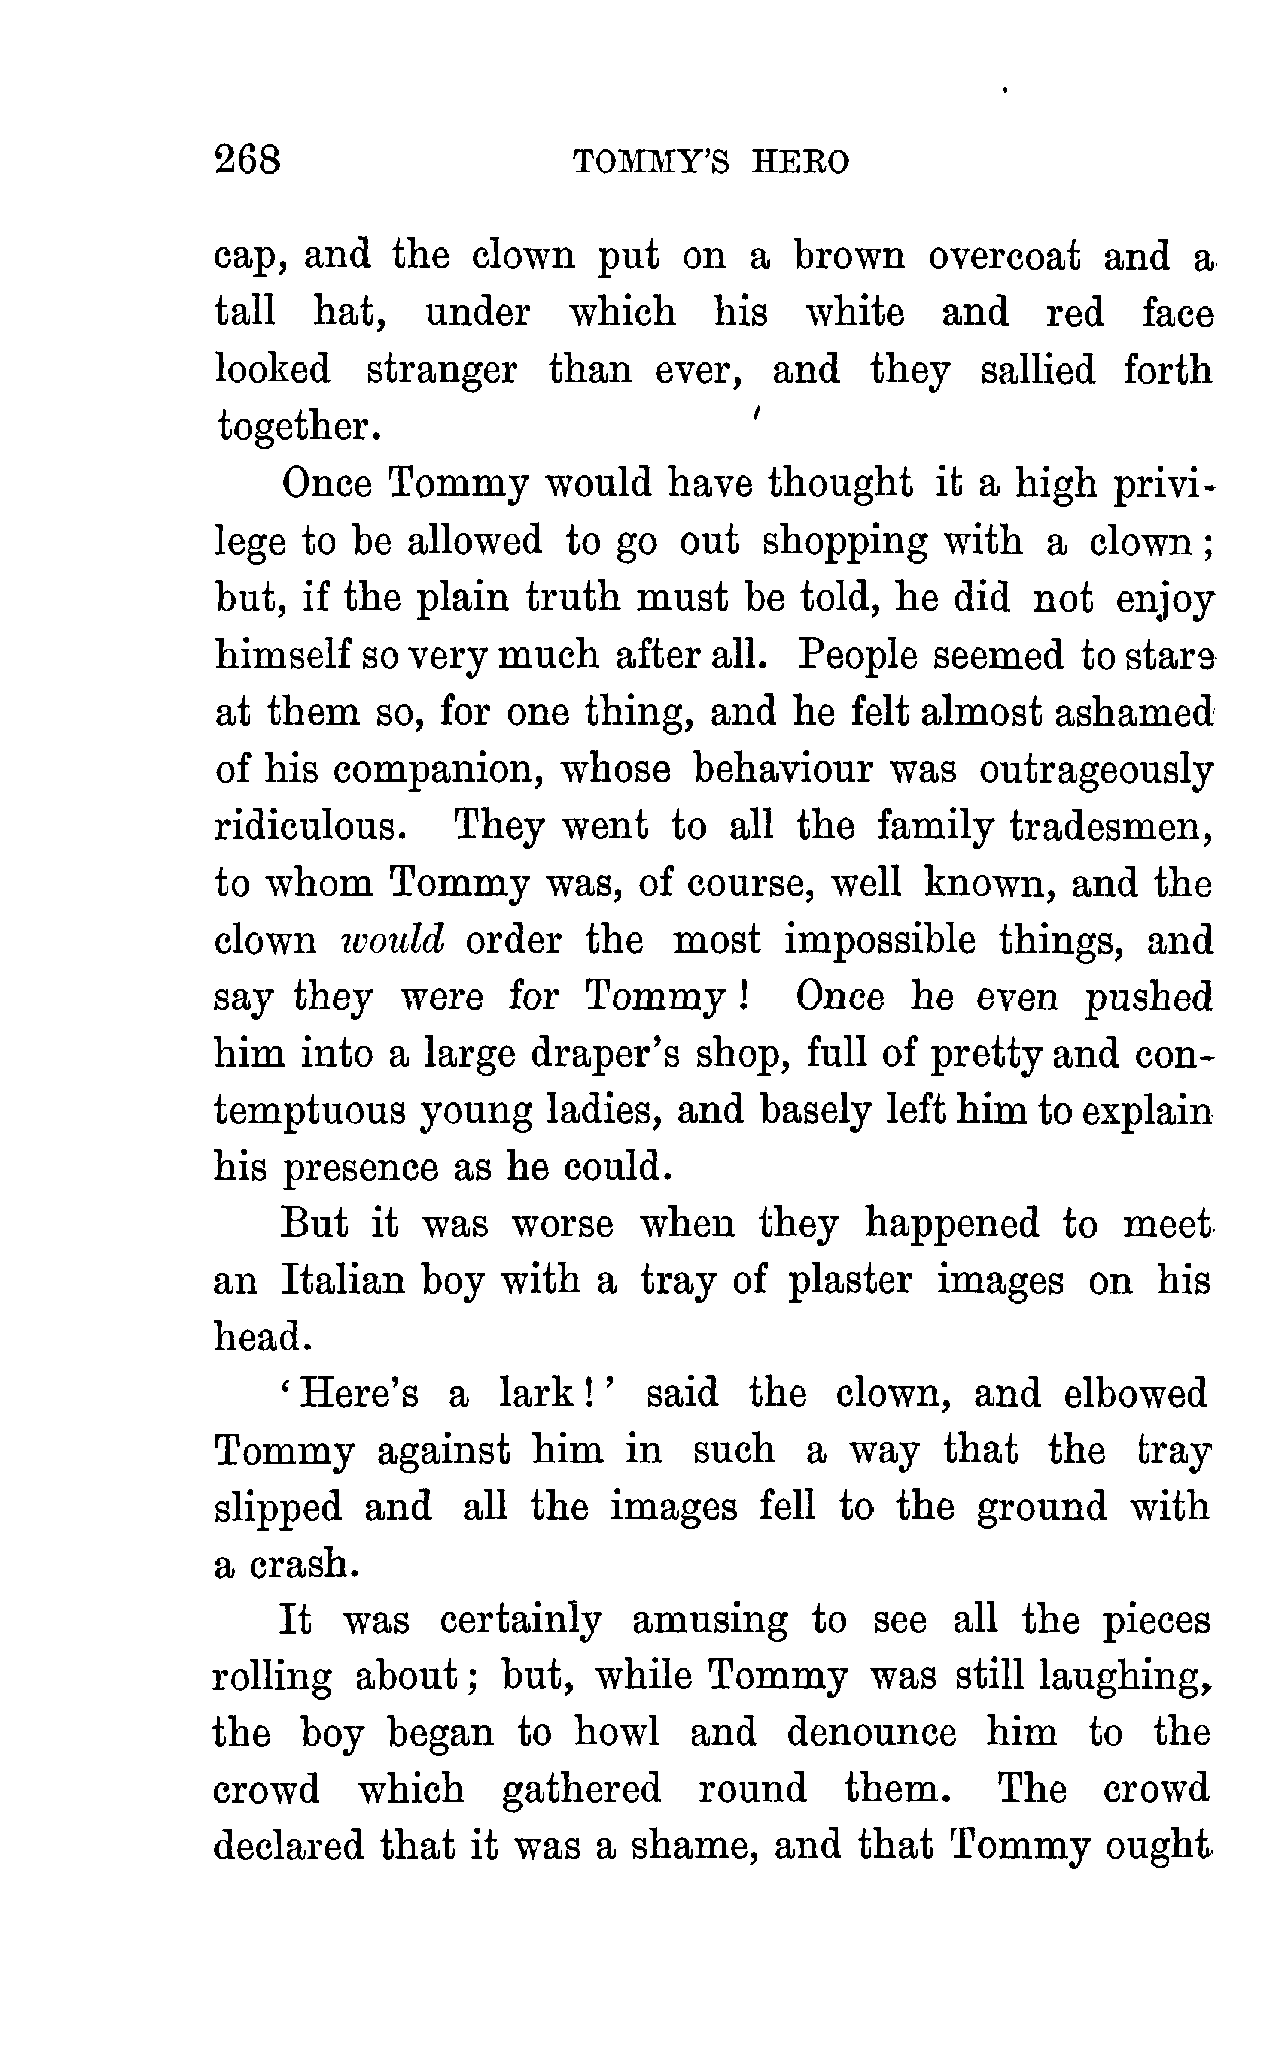 268 TOMMY'S HERO
cap, and the clown put on a brown overcoat and a
tall hat, under which his white and red face
looked stranger than ever, and they sallied forth
together.
Once Tommy would have thought it a high privi-
lege to be allowed to go out shopping with a clown ;
but, if the plain truth must be told, he did not enjoy
himself so very much after all. People seemed to stare
at them so, for one thing, and he felt almost ashamed
of his companion, whose behaviour was outrageously
ridiculous. They went to all the family tradesmen,
to whom Tommy was, of course, well known, and the
clown would order the most impossible things, and
say they were for Tommy ! Once he even pushed
him into a large draper's shop, full of pretty and con-
temptuous young ladies, and basely left him to explain
his presence as he could.
But it was worse when they happened to meet
an Italian boy with a tray of plaster images on his
head.
‘ Here's a lark ! ’ said the clown, and elbowed
Tommy against him in such a way that the tray
slipped and all the images fell to the ground with
a crash.
It was certainly amusing to see all the pieces
rolling about ; but, while Tommy was still laughing,
the boy began to howl and denounce him to the
crowd which gathered round them. The crowd
declared that it was a shame, and that Tommy ought